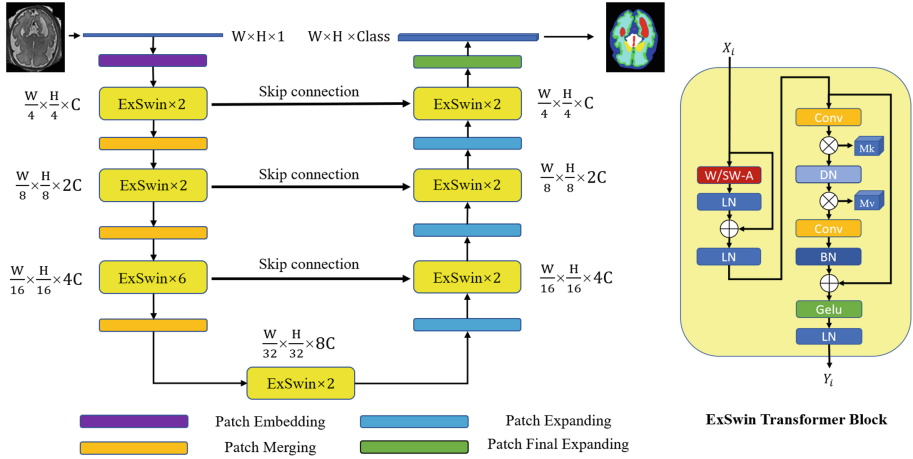 W×H×1
W×H ×Class
W/4×H/4×C
ExSwin×2
Skip connection
ExSwin×2
W/4×H/4×C
W/8×H/8×2C
ExSwin×2
Skip connection
ExSwin×2
W/8×H/8×2C
W/16×H/16×4C
ExSwin×6
Skip connection
ExSwin×2
W/16×H/16×4C
W/32×H/32×8C
ExSwin×2
Patch Embedding
Patch Expanding
Patch Merging
Patch Final Expanding
Xi
W/SW-A
LN
LN
Conv
Mk
DN
Mv
Conv
BN
Gelu
LN
Yi
ExSwin Transformer Block